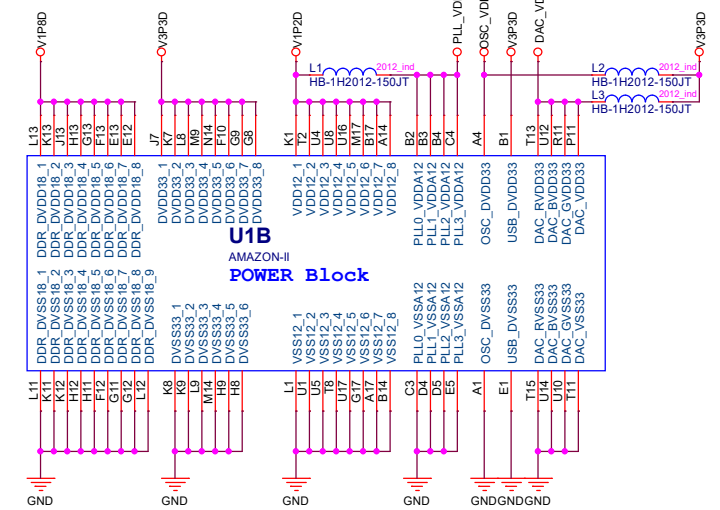 V1P8D
V3P3D
V1P2D
PLL_VD
OSC_VD
V3P3D
DAC_V
V3P3D
L1
2012_ind
HB-1H2012-150JT
L2
2012_ind
HB-1H2012-150JT
L3
2012_ind
HB-1H2012-150JT
L13
K13
J13
H13
G13
F13
E13
E12
J7
K7
L8
M9
N14
F10
G9
G8
K1
T2
U4
U8
U16
M17
B17
A14
B2
B3
B4
C4
A4
B1
T13
U12
R11
P11
DDR_DVDD18_1
DDR_DVDD18_2
DDR_DVDD18_3
DDR_DVDD18_4
DDR_DVDD18_5
DDR_DVDD18_6
DDR_DVDD18_7
DDR_DVDD18_8
DVDD33_1
DVDD33_2
DVDD33_3
DVDD33_4
DVDD33_5
DVDD33_6
DVDD33_7
DVDD33_8
VDD12_1
VDD12_2
VDD12_3
VDD12_4
VDD12_5
VDD12_6
VDD12_7
VDD12_8
PLL0_VDDA12
PLL1_VDDA12
PLL2_VDDA12
PLL3_VDDA12
OSC_DVDD33
USB_DVDD33
DAC_RVDD33
DAC_BVDD33
DAC_GVDD33
DAC_VDD33
U1B
AMAZON-II
POWER Block
DDR_DVSS18_1
DDR_DVSS18_2
DDR_DVSS18_3
DDR_DVSS18_4
DDR_DVSS18_5
DDR_DVSS18_6
DDR_DVSS18_7
DDR_DVSS18_8
DDR_DVSS18_9
DVSS33_1
DVSS33_2
DVSS33_3
DVSS33_4
DVSS33_5
DVSS33_6
VSS12_1
VSS12_2
VSS12_3
VSS12_4
VSS12_5
VSS12_6
VSS12_7
VSS12_8
PLL0_VSSA12
PLL1_VSSA12
PLL2_VSSA12
PLL3_VSSA12
OSC_DVSS33
USB_DVSS33
DAC_RVSS33
DAC_BVSS33
DAC_GVSS33
DAC_VSS33
L11
K11
K12
H12
H11
F12
G11
G12
L12
K8
K9
L9
M14
H9
H8
L1
U1
U5
T8
U17
G17
A17
B14
C3
D4
D5
E5
A1
E1
T15
U14
U10
T11
GND
GND
GND
GND
GND
GND
GND